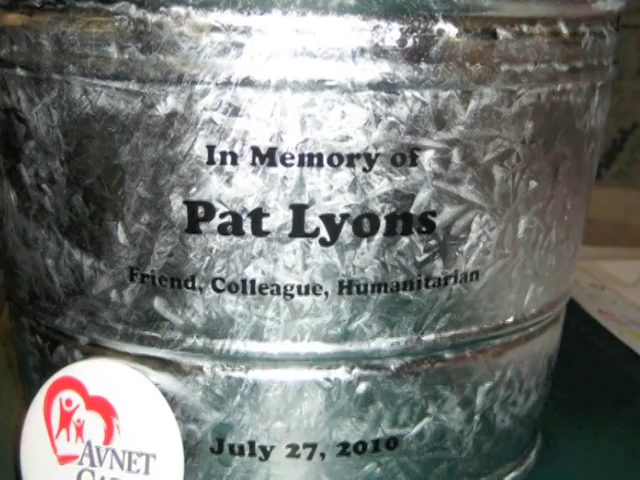 In Memory of
Pat Lyons
Friend, Colleague, Humanitarian
July 27, 2010
AVNET